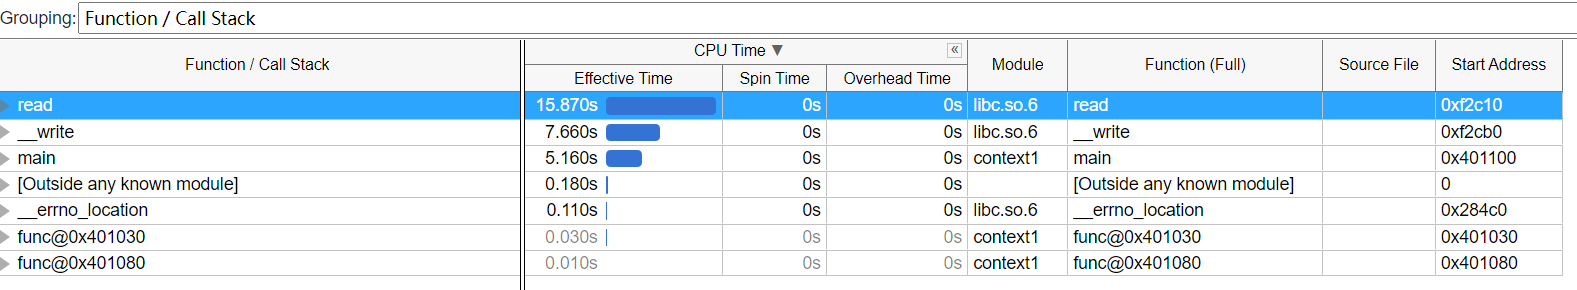 Grouping: Function / Call Stack
CPU Time ▼ «
Function / Call Stack Module Function (Full) Source File Start Address
Effective Time Spin Time Overhead Time
read 15.870s 0s 0s libc.so.6 read 0xf2c10
__write 7.660s 0s 0s libc.so.6 __write 0xf2cb0
main 5.160s 0s 0s context1 main 0x401100
[Outside any known module] 0.180s 0s 0s [Outside any known module] 0
__errno_location 0.110s 0s 0s libc.so.6 __errno_location 0x284c0
func@0x401030 0.030s 0s 0s context1 func@0x401030 0x401030
func@0x401080 0.010s 0s 0s context1 func@0x401080 0x401080